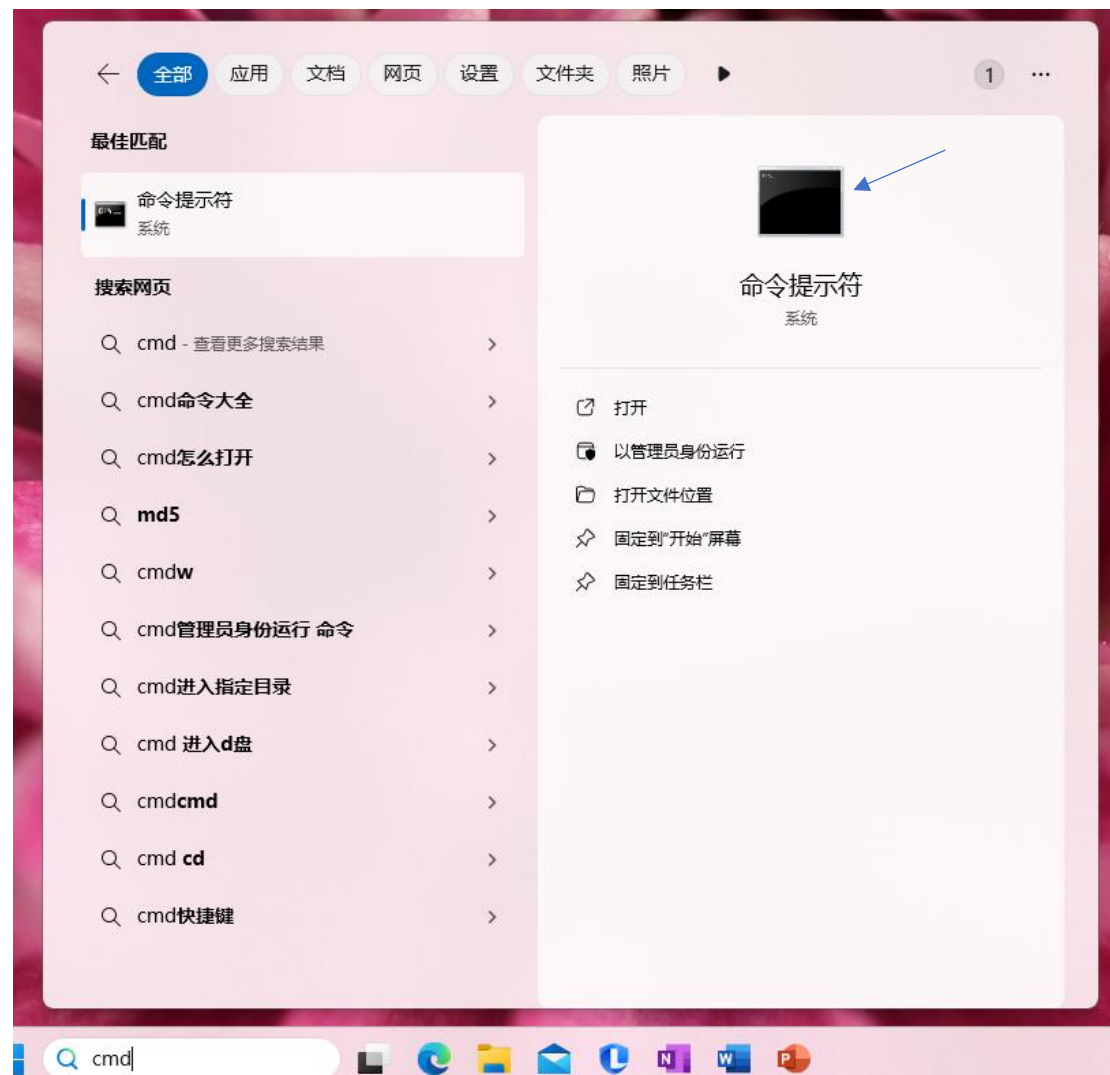 全部 应用 文档 网页 设置 文件夹 照片 1 ...
最佳匹配
命令提示符
系统
搜索网页
cmd - 查看更多搜索结果
cmd命令大全
cmd怎么打开
md5
cmdw
cmd管理员身份运行 命令
cmd进入指定目录
cmd 进入d盘
cmdcmd
cmd cd
cmd快捷键
命令提示符
系统
打开
以管理员身份运行
打开文件位置
固定到"开始"屏幕
固定到任务栏
cmd
N W P